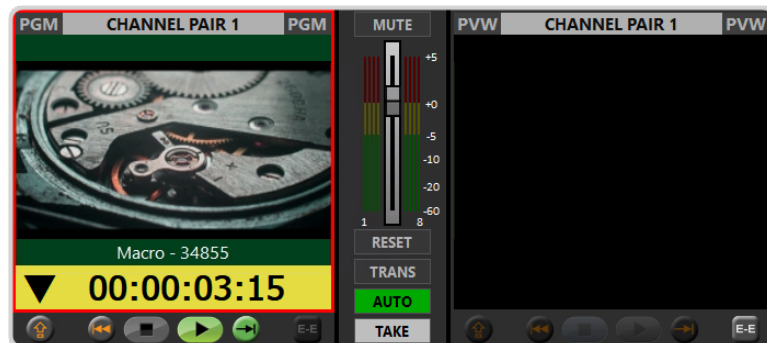 PGM CHANNEL PAIR 1 PGM
MUTE
PVW CHANNEL PAIR 1 PVW
+5
+0
-5
-10
-20
-60
1 8
Macro - 34855
00:00:03:15
RESET
TRANS
AUTO
TAKE
E-E
E-E